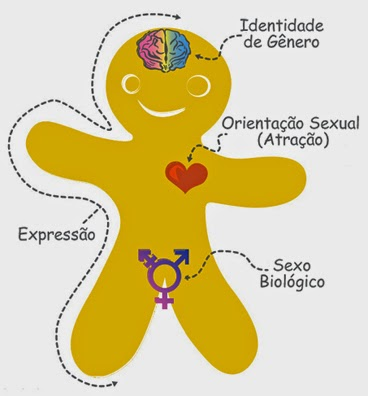 Identidade
de Gênero
Orientação Sexual
(Atração)
Expressão
Sexo
Biológico